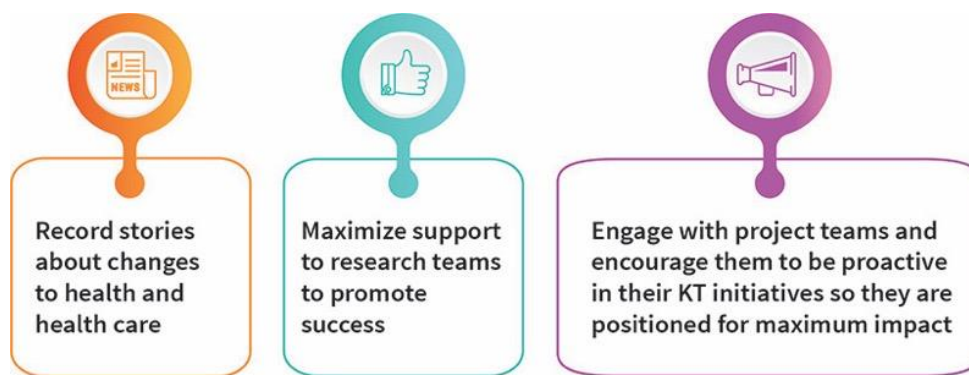 NEWS
Record stories
about changes
to health and
health care
Maximize support
to research teams
to promote
success
Engage with project teams and
encourage them to be proactive
in their KT initiatives so they are
positioned for maximum impact